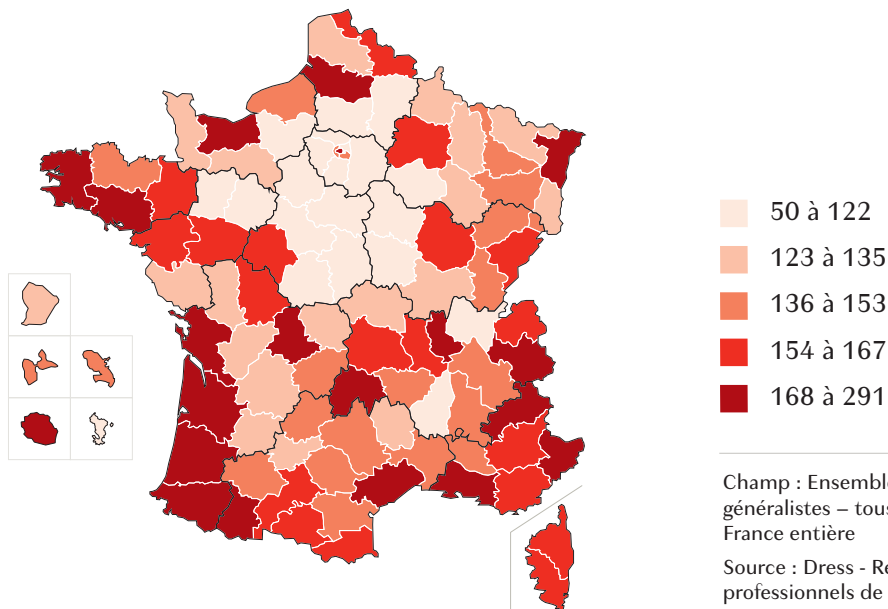 50 à 122
123 à 135
136 à 153
154 à 167
168 à 291
Champ : Ensemble
généralistes – tous
France entière
Source : Dress - Re
professionnels de